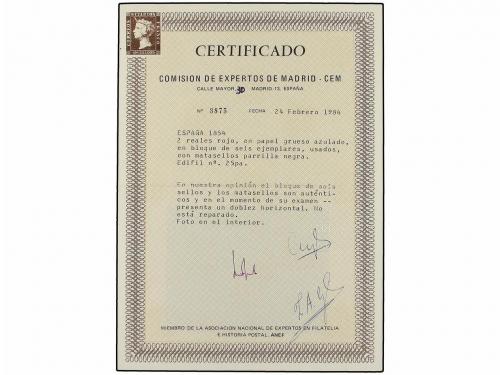 CERTIFICADO
COMISION DE EXPERTOS DE MADRID - CEM
CALLE MAYOR, 30 MADRID-13, ESPAÑA
Nº 3875 FECHA 24 Febrero 1984
ESPAÑA 1854
2 reales rojo, en papel grueso azulado,
en bloque de seis ejemplares, usados,
con matasellos parrilla negra.
Edifil nº. 25pa.
En nuestra opinión el bloque de seis
sellos y los matasellos son autênti-
cos y en el momento de su examen --
presenta un doblez horizontal. No
está reparado.
Foto en el interior.
MIEMBRO DE LA ASOCIACION NACIONAL DE EXPERTOS EN FILATELIA
E HISTORIA POSTAL. ANEF